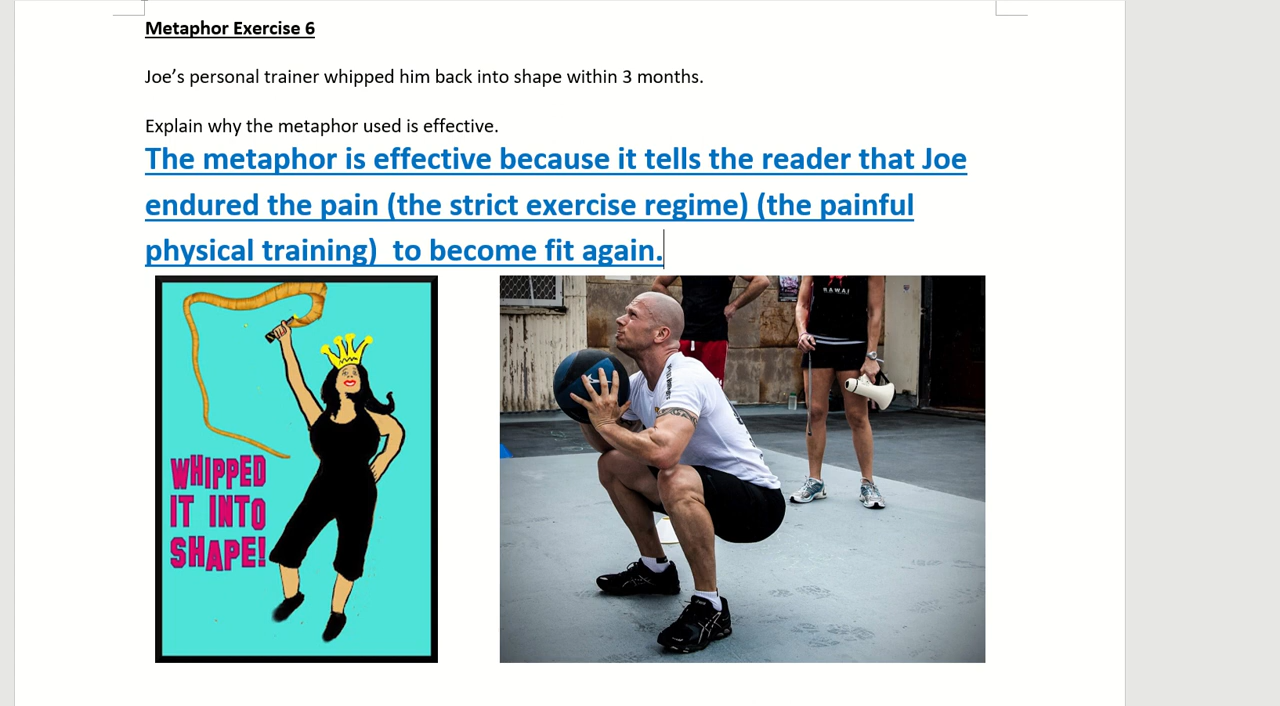 Metaphor Exercise 6
Joe’s personal trainer whipped him back into shape within 3 months.
Explain why the metaphor used is effective.
The metaphor is effective because it tells the reader that Joe
endured the pain (the strict exercise regime) (the painful
physical training)  to become fit again.
WHIPPED
IT INTO
SHAPE!
HAWAI